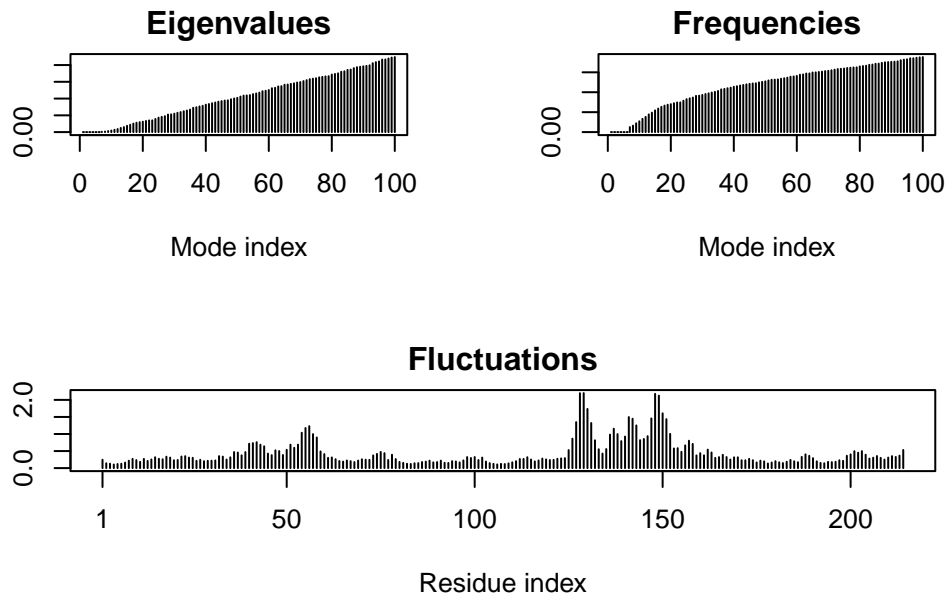 Eigenvalues
0.00
0 20 40 60 80 100
Mode index
Frequencies
0.00
0 20 40 60 80 100
Mode index
Fluctuations
0.0 2.0
1 50 100 150 200
Residue index